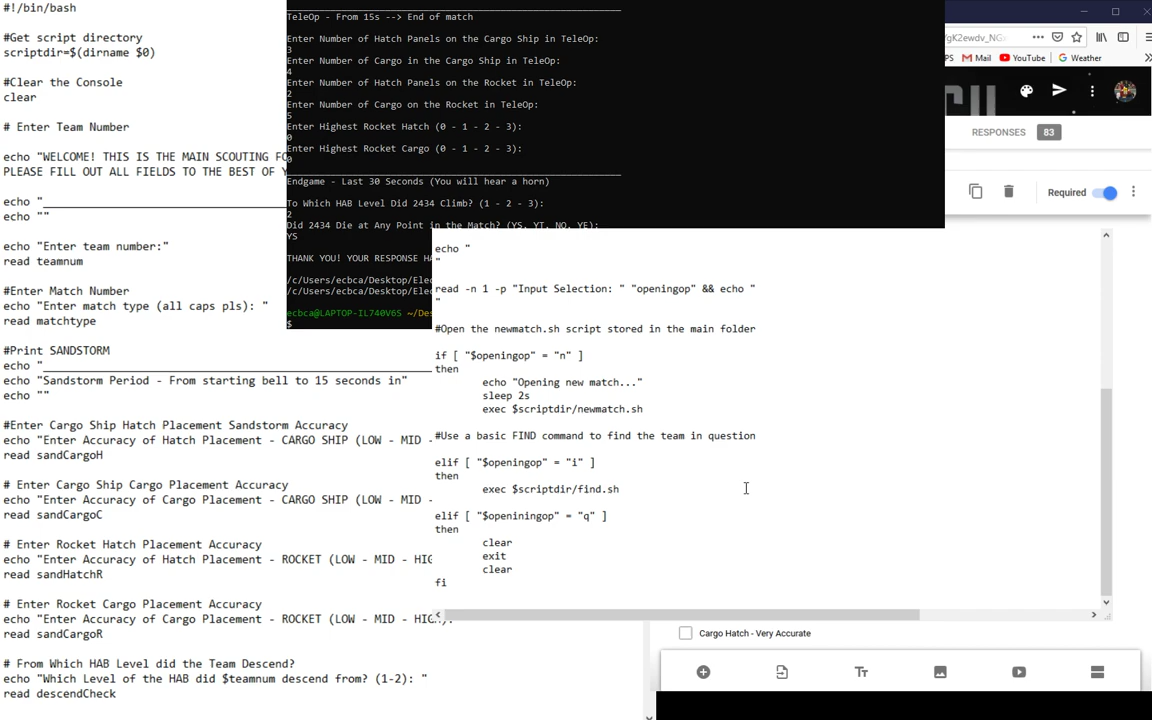 #!/bin/bash
#Get script directory
scriptdir=$(dirname $0)
#Clear the Console
clear
# Enter Team Number
echo "WELCOME! THIS IS THE MAIN SCOUTING
PLEASE FILL OUT ALL FIELDS TO THE BEST OF
echo "____________________________
echo ""
echo "Enter team number:"
read teamnum
#Enter Match Number
echo "Enter match type (all caps pls): "
read matchtype
#Print SANDSTORM
echo "____________________________
echo "Sandstorm Period - From starting bell to 15 seconds in"
echo ""
#Enter Cargo Ship Hatch Placement Sandstorm Accuracy
echo "Enter Accuracy of Hatch Placement - CARGO SHIP (LOW - MID -
read sandCargoH
# Enter Cargo Ship Cargo Placement Accuracy
echo "Enter Accuracy of Cargo Placement - CARGO SHIP (LOW - MID -
read sandCargoC
# Enter Rocket Hatch Placement Accuracy
echo "Enter Accuracy of Hatch Placement - ROCKET (LOW - MID - HIG
read sandHatchR
# Enter Rocket Cargo Placement Accuracy
echo "Enter Accuracy of Cargo Placement - ROCKET (LOW - MID - HIGH):
read sandCargoR
# From Which HAB Level did the Team Descend?
echo "Which Level of the HAB did $teamnum descend from? (1-2): "
read descendCheck
TeleOp - From 15s --> End of match
Enter Number of Hatch Panels on the Cargo Ship in TeleOp:
3
Enter Number of Cargo in the Cargo Ship in TeleOp:
4
Enter Number of Hatch Panels on the Rocket in TeleOp:
2
Enter Number of Cargo on the Rocket in TeleOp:
5
Enter Highest Rocket Hatch (0 - 1 - 2 - 3):
0
Enter Highest Rocket Cargo (0 - 1 - 2 - 3):
0
Endgame - Last 30 Seconds (You will hear a horn)
To Which HAB Level Did 2434 Climb? (1 - 2 - 3):
2
Did 2434 Die at Any Point in the Match? (YS, YT, NO, YE):
YS
THANK YOU! YOUR RESPONSE
/c/Users/ecbca/Desktop/Elec
/c/Users/ecbca/Desktop/Elec
ecbca@LAPTOP-IL740V6S ~/Des
$
echo "
"
read -n 1 -p "Input Selection: " "openingop" && echo "
"
#Open the newmatch.sh script stored in the main folder
if [ "$openingop" = "n" ]
then
echo "Opening new match..."
sleep 2s
exec $scriptdir/newmatch.sh
#Use a basic FIND command to find the team in question
elif [ "$openingop" = "i" ]
then
exec $scriptdir/find.sh
elif [ "$openiningop" = "q" ]
then
clear
exit
clear
fi
gK2ewdv_NG
PS Mail YouTube Weather
RESPONSES 83
Required
Cargo Hatch - Very Accurate
Tт